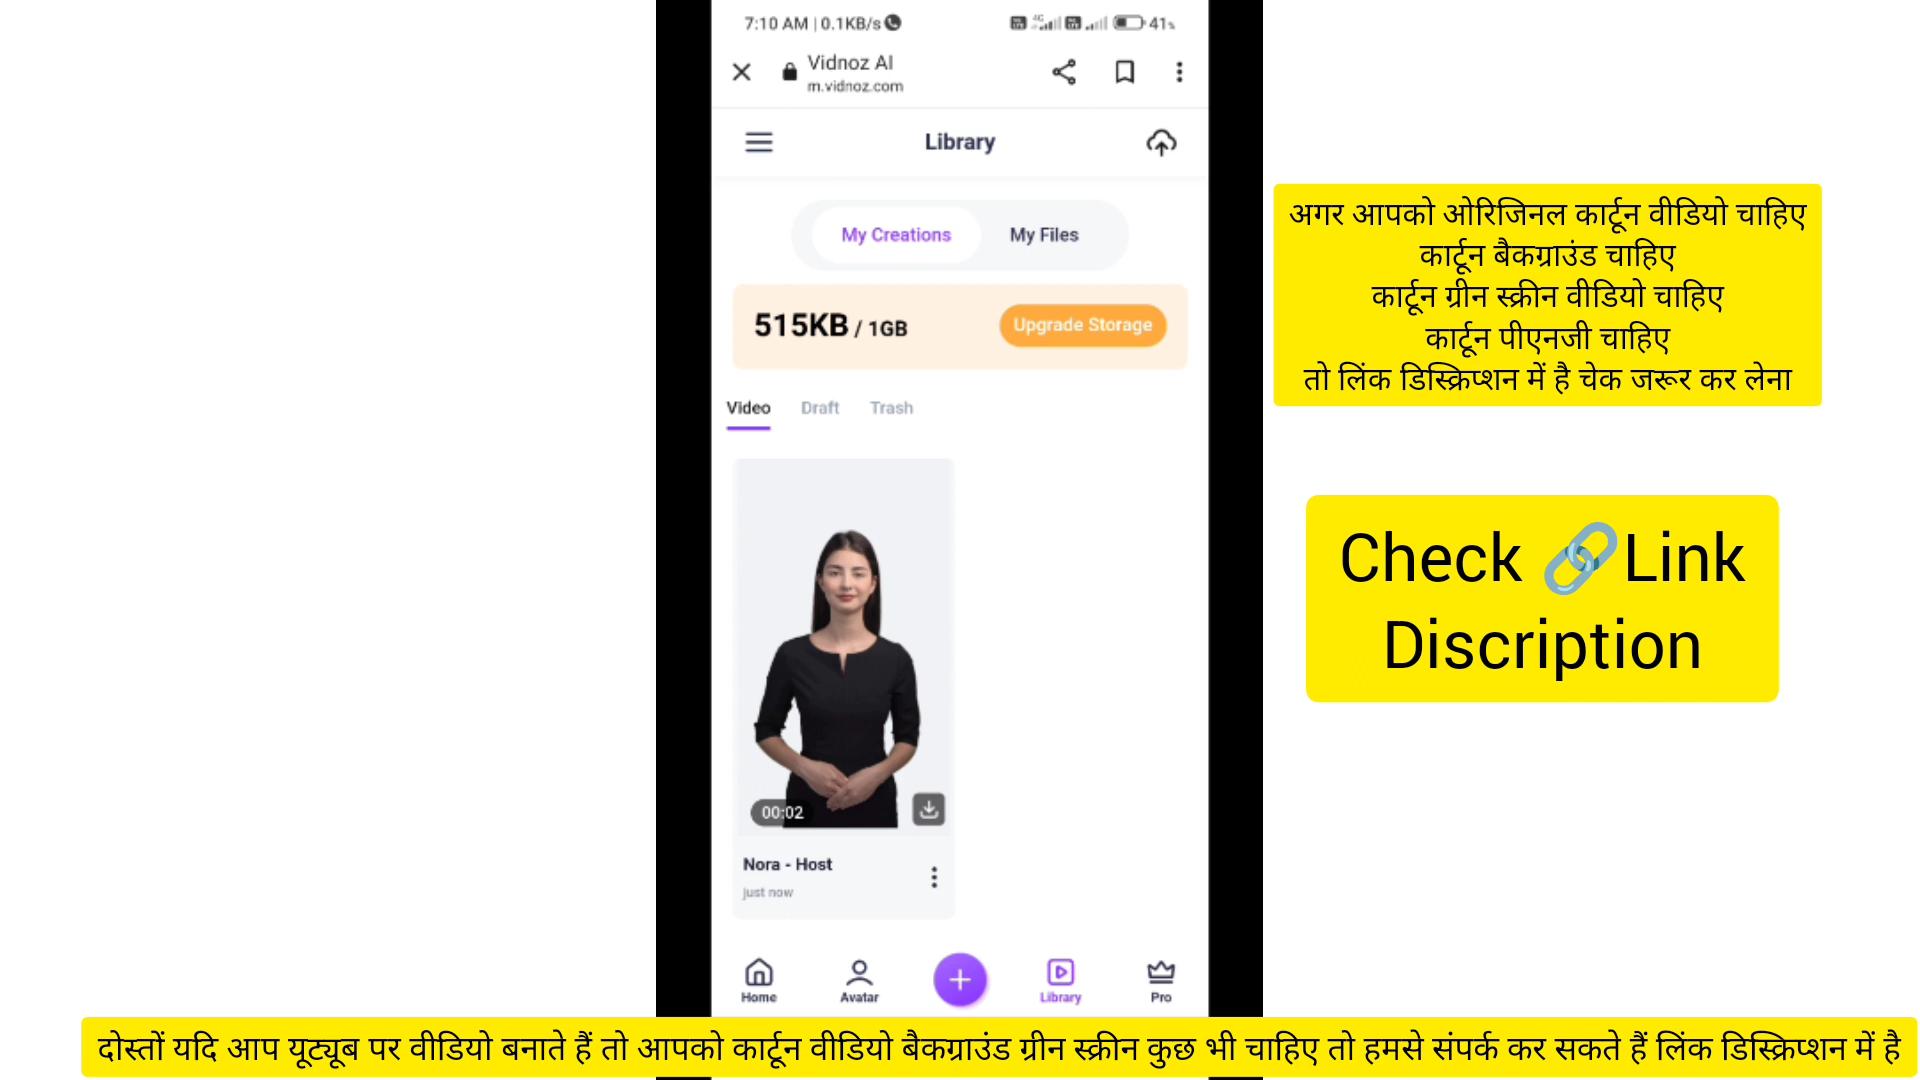 7:10 AM | 0.1KB/s
4G
41%
Vidnoz AI
m.vidnoz.com
Library
My Creations
My Files
515KB / 1GB
Upgrade Storage
Video
Draft
Trash
00:02
Nora - Host
just now
Home
Avatar
Library
Pro
अगर आपको ओरिजिनल कार्टून वीडियो चाहिए
कार्टून बैकग्राउंड चाहिए
कार्टून ग्रीन स्क्रीन वीडियो चाहिए
कार्टून पीएनजी चाहिए
तो लिंक डिस्क्रिप्शन में है चेक जरूर कर लेना
Check 🔗Link
Discription
दोस्तों यदि आप यूट्यूब पर वीडियो बनाते हैं तो आपको कार्टून वीडियो बैकग्राउंड ग्रीन स्क्रीन कुछ भी चाहिए तो हमसे संपर्क कर सकते हैं लिंक डिस्क्रिप्शन में है